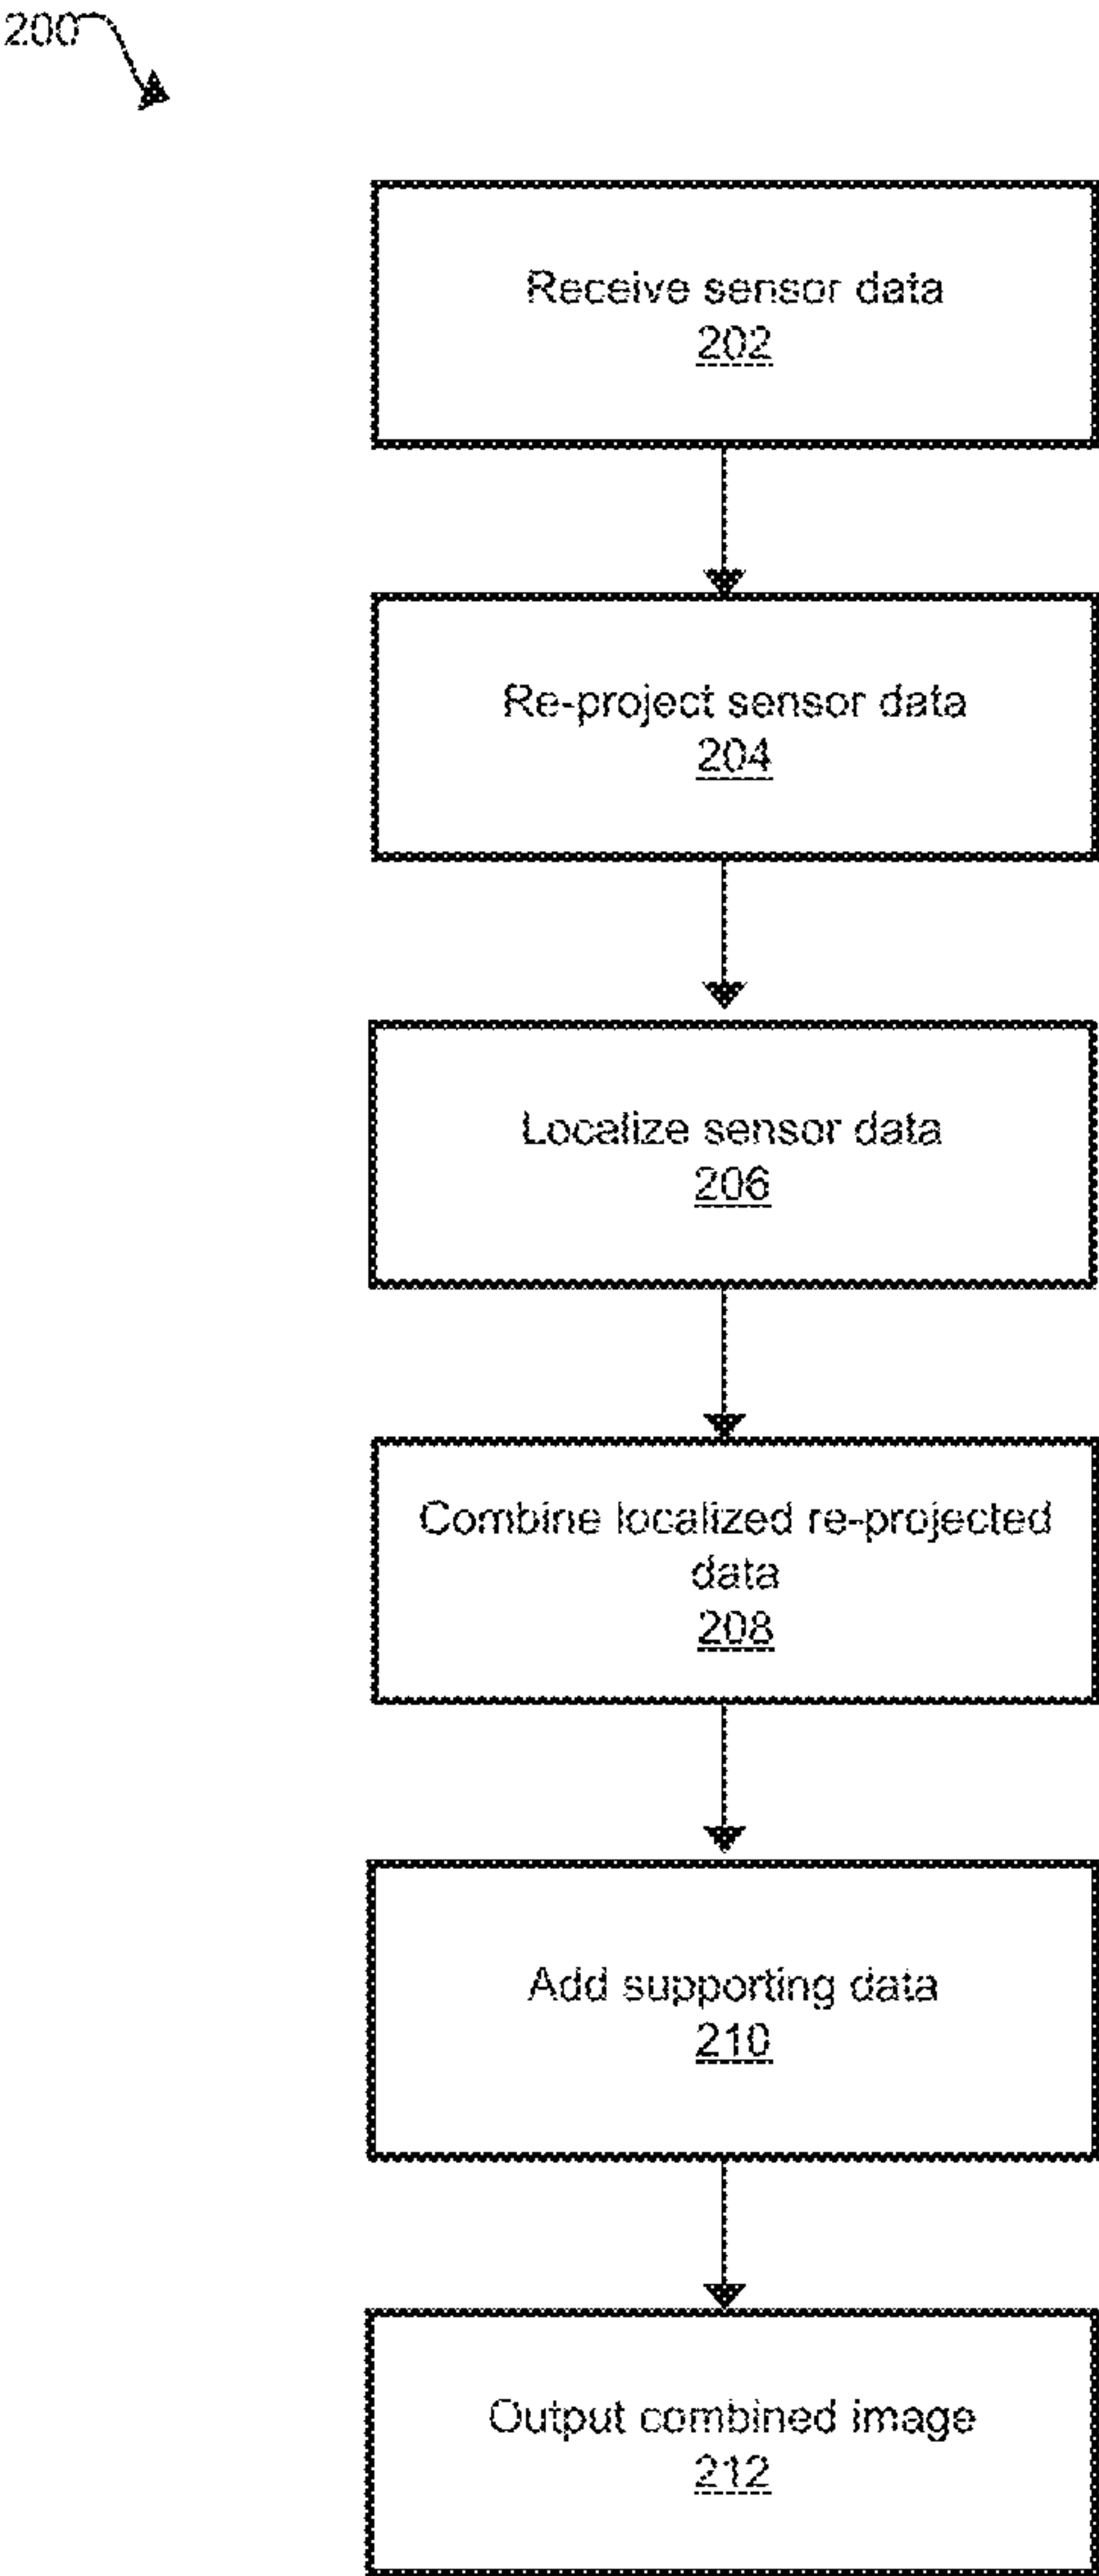 200
Receive sensor data
202
Re-project sensor data
204
Localize sensor data
206
Combine localized re-projected
data
208
Add supporting data
210
Output combined image
212